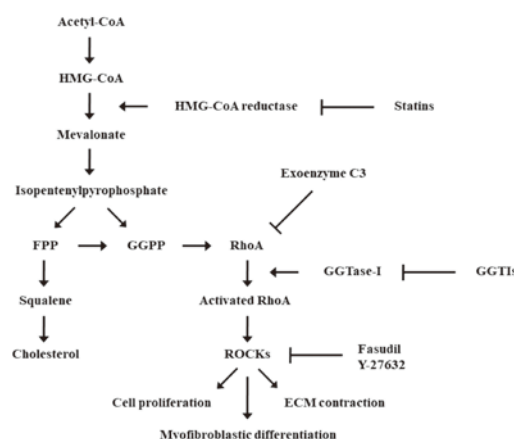 Acetyl-CoA
HMG-CoA
HMG-CoA reductase
Statins
Mevalonate
Isopentenylpyrophosphate
Exoenzyme C3
FPP
GGPP
RhoA
GGTase-I
GGTIs
Squalene
Activated RhoA
Cholesterol
ROCKs
Fasudil
Y-27632
Cell proliferation
ECM contraction
Myofibroblastic differentiation